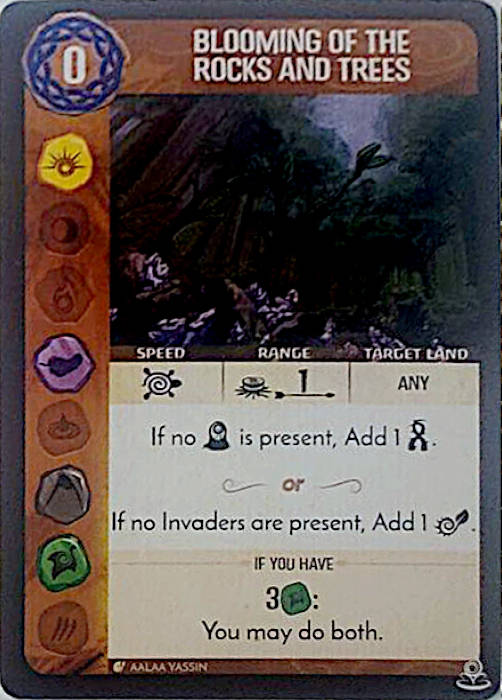 0
BLOOMING OF THE
ROCKS AND TREES
SPEED RANGE TARGET LAND
1 ANY
If no is present, Add 1 .
or
If no Invaders are present, Add 1 .
IF YOU HAVE
3 :
You may do both.
AALAA YASSIN